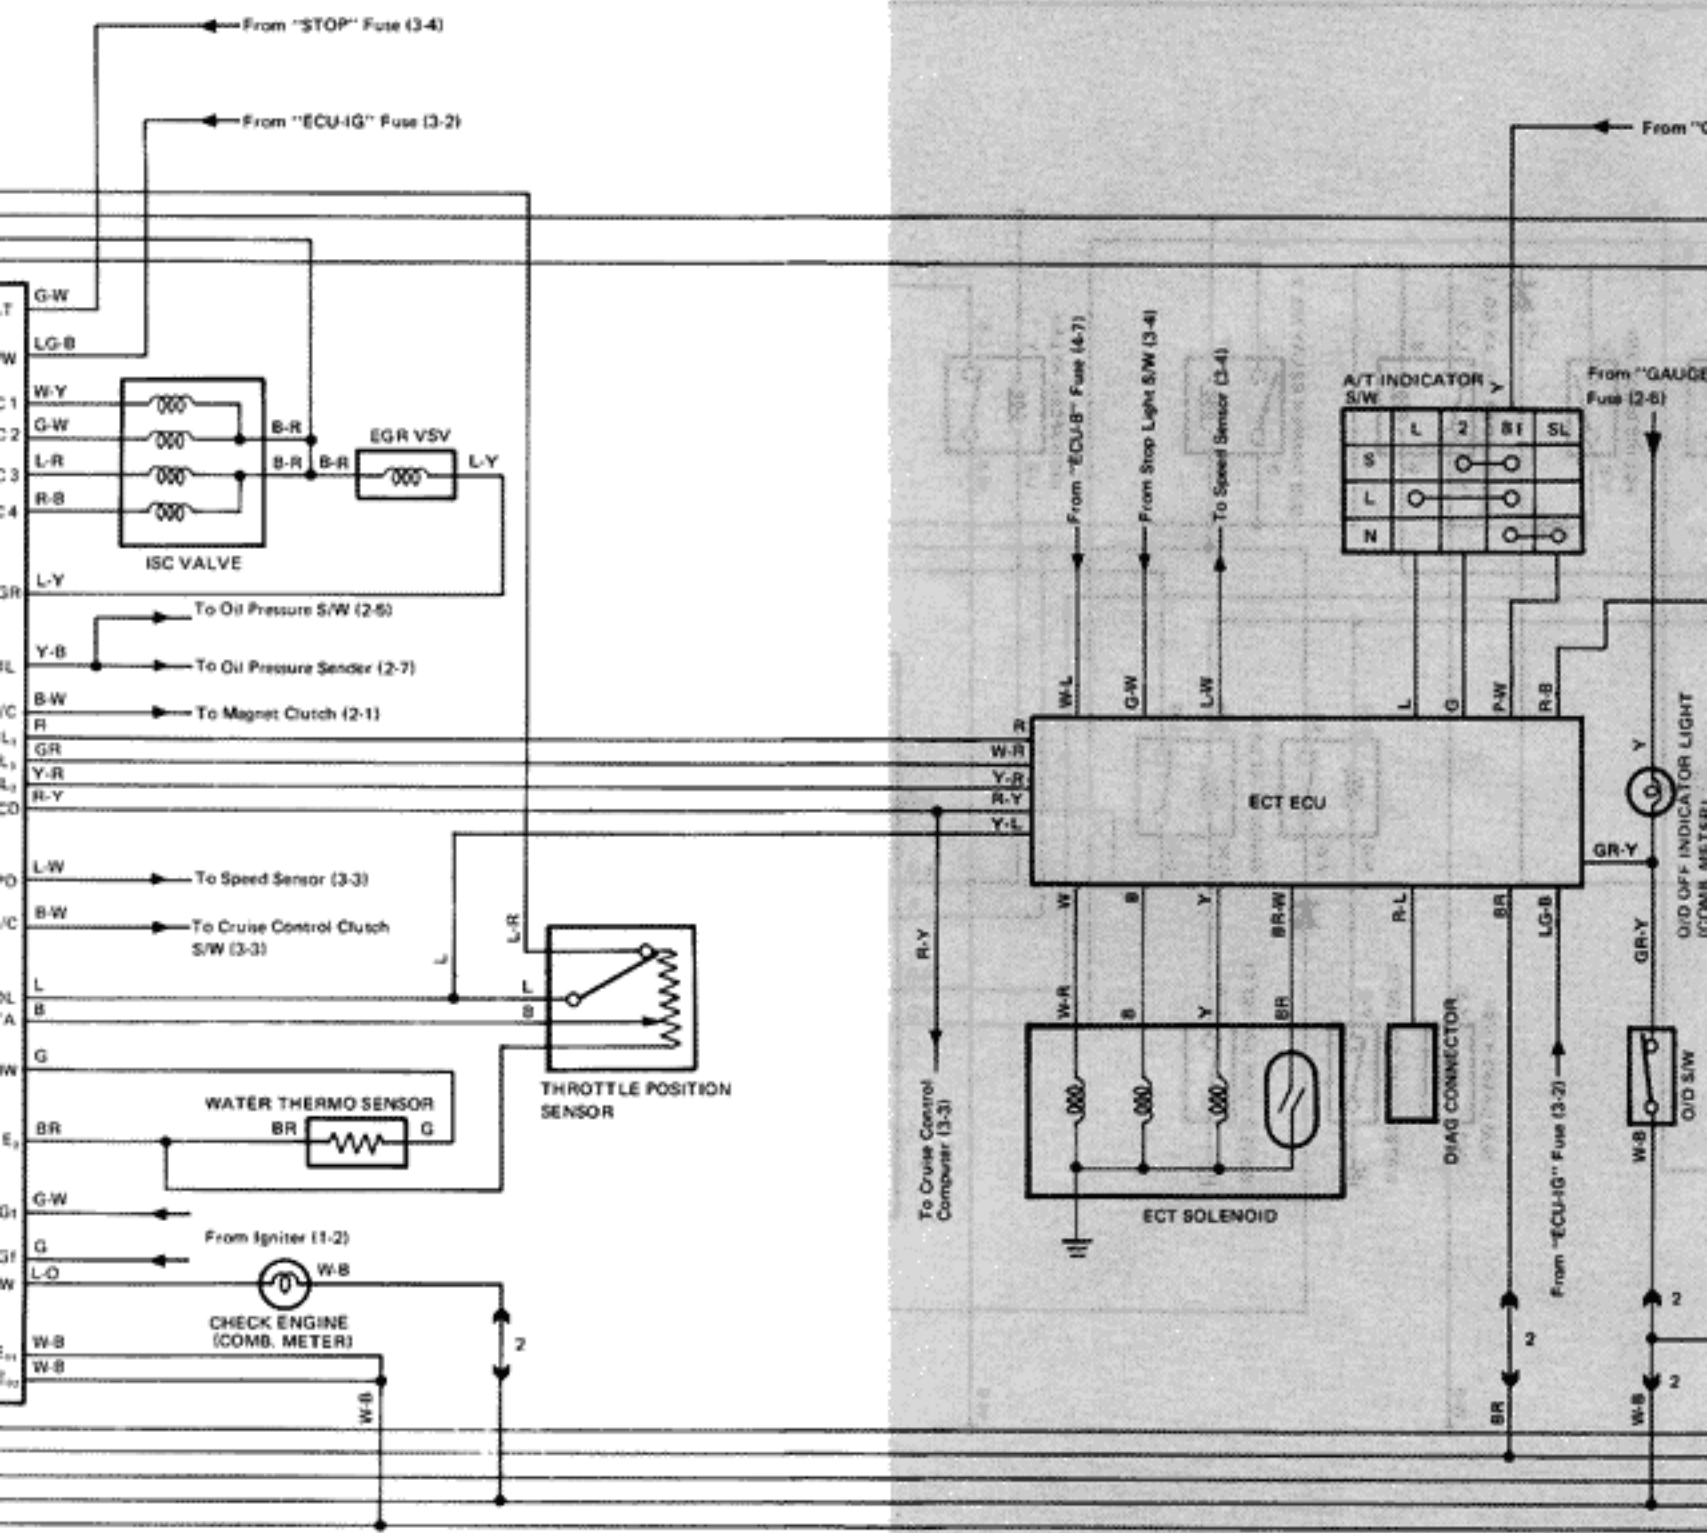 From "STOP" Fuse (3-4)
From "ECU-IG" Fuse (3-2)
From
G-W
LG-B
W-Y
G-W
L-R
R-B
B-R
B-R
B-R
EGR VSV
L-Y
ISC VALVE
L-Y
To Oil Pressure S/W (2-6)
Y-B
To Oil Pressure Sender (2-7)
B-W
To Magnet Clutch (2-1)
R
GR
Y-R
R-Y
L-W
To Speed Sensor (3-3)
B-W
To Cruise Control Clutch
S/W (3-3)
L
L-R
L
L
B
B
G
THROTTLE POSITION
SENSOR
WATER THERMO SENSOR
BR
BR
G
G-W
From Igniter (1-2)
G
L-O
W-B
CHECK ENGINE
(COMB. METER)
2
W-B
W-B
W-B
From "ECU-B" Fuse (4-7)
From Stop Light S/W (3-4)
To Speed Sensor (3-4)
A/T INDICATOR
S/W
Y
L
2
BI
SL
S
L
N
From "GAUGE
Fuse (2-6)
W-L
G-W
L-W
L
G
P-W
R-B
R
W-R
Y-R
R-Y
Y-L
ECT ECU
Y
O/D OFF INDICATOR LIGHT
(COMB. METER)
GR-Y
W
B
Y
BR-W
R-L
BR
LG-B
R-Y
GR-Y
W-R
B
Y
BR
DIAG CONNECTOR
O/D S/W
To Cruise Control
Computer (3-3)
From "ECU-IG" Fuse (3-2)
W-B
ECT SOLENOID
2
2
2
BR
W-B